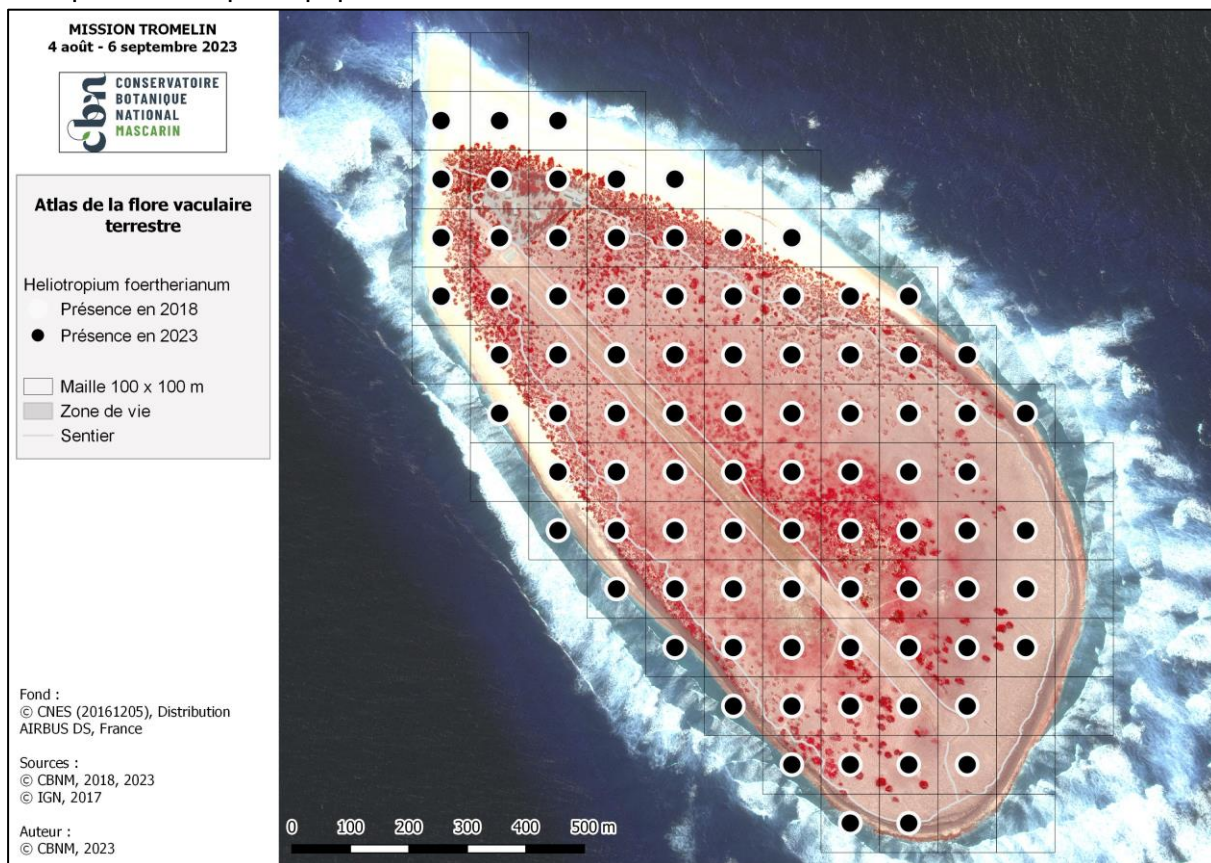 MISSION TROMELIN
4 août - 6 septembre 2023
cbn
CONSERVATOIRE
BOTANIQUE
NATIONAL
MASCARIN
Atlas de la flore vaculaire
terrestre
Heliotropium foertherianum
Présence en 2018
Présence en 2023
Maille 100 x 100 m
Zone de vie
Sentier
Fond :
© CNES (20161205), Distribution
AIRBUS DS, France
Sources :
© CBNM, 2018, 2023
© IGN, 2017
Auteur :
© CBNM, 2023
0 100 200 300 400 500 m